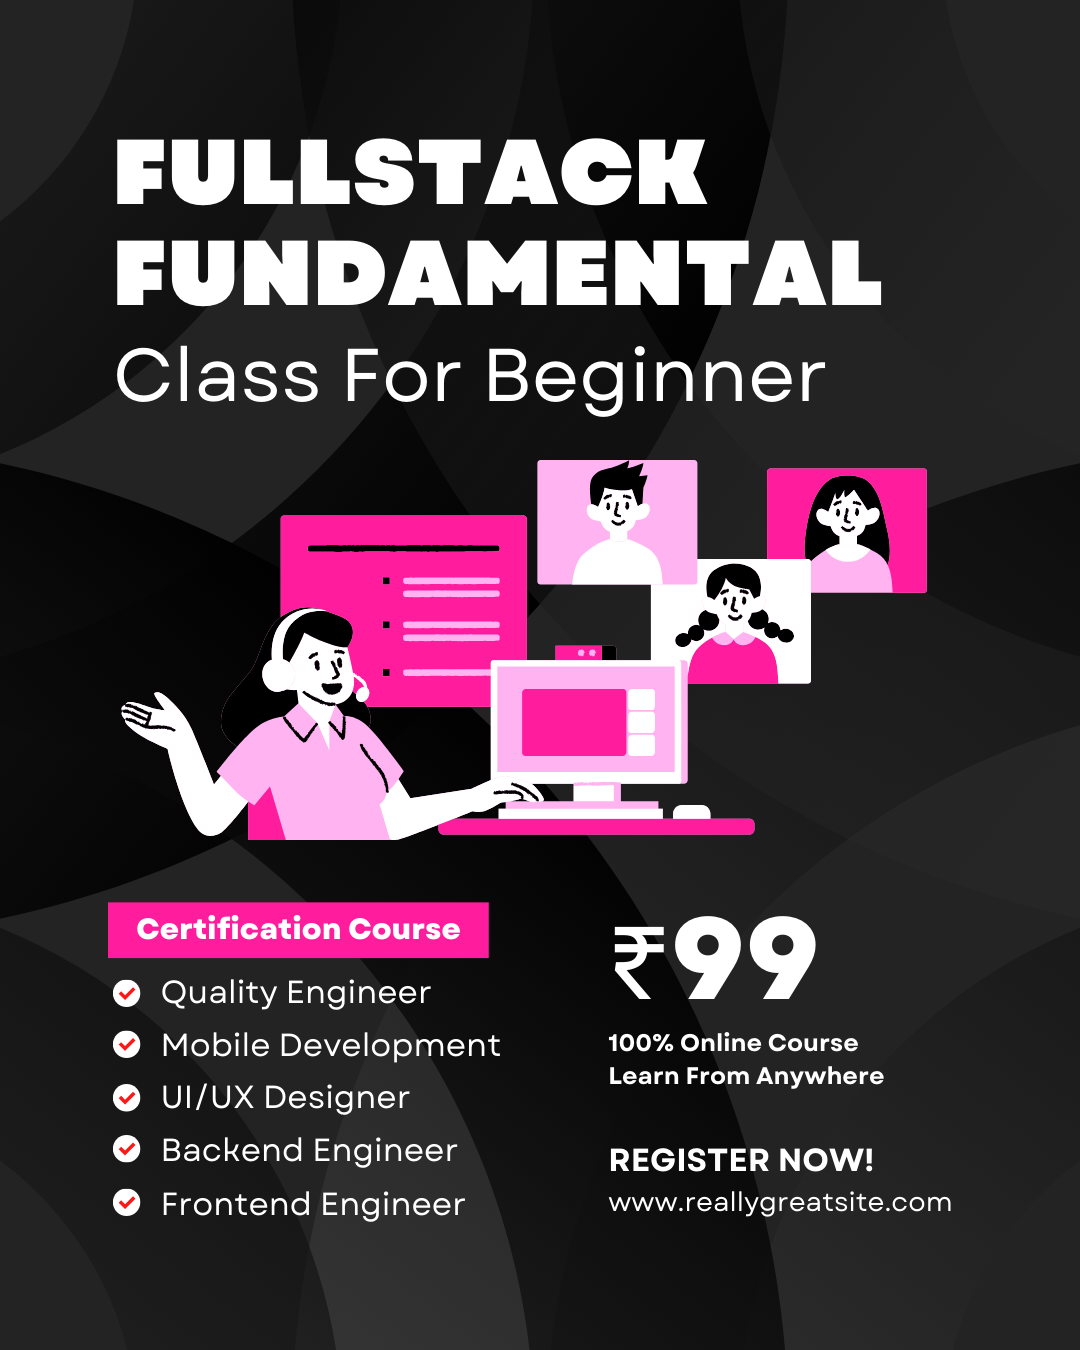 FULLSTACK
FUNDAMENTAL
Class For Beginner
Certification Course
Quality Engineer
Mobile Development
UI/UX Designer
Backend Engineer
Frontend Engineer
₹99
100% Online Course
Learn From Anywhere
REGISTER NOW!
www.reallygreatsite.com